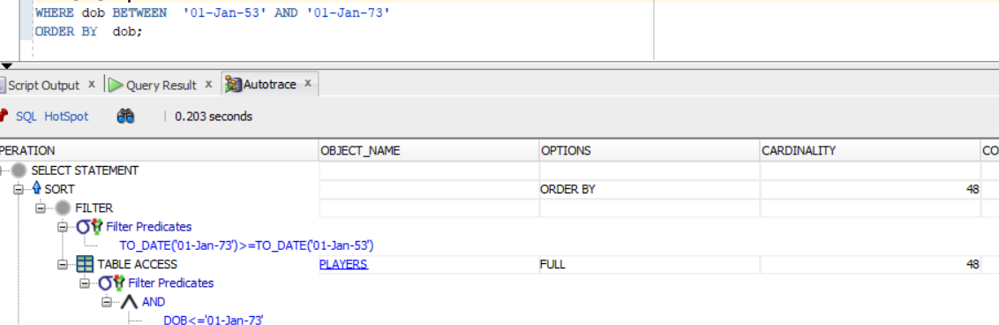 WHERE dob BETWEEN '01-Jan-53' AND '01-Jan-73'
ORDER BY dob;
Script Output x Query Result x Autotrace x
SQL HotSpot | 0.203 seconds
PERATION OBJECT_NAME OPTIONS CARDINALITY CO
SELECT STATEMENT
SORT ORDER BY 48
FILTER
Filter Predicates
TO_DATE('01-Jan-73')>=TO_DATE('01-Jan-53')
TABLE ACCESS PLAYERS FULL 48
Filter Predicates
AND
DOB<='01-Jan-73'